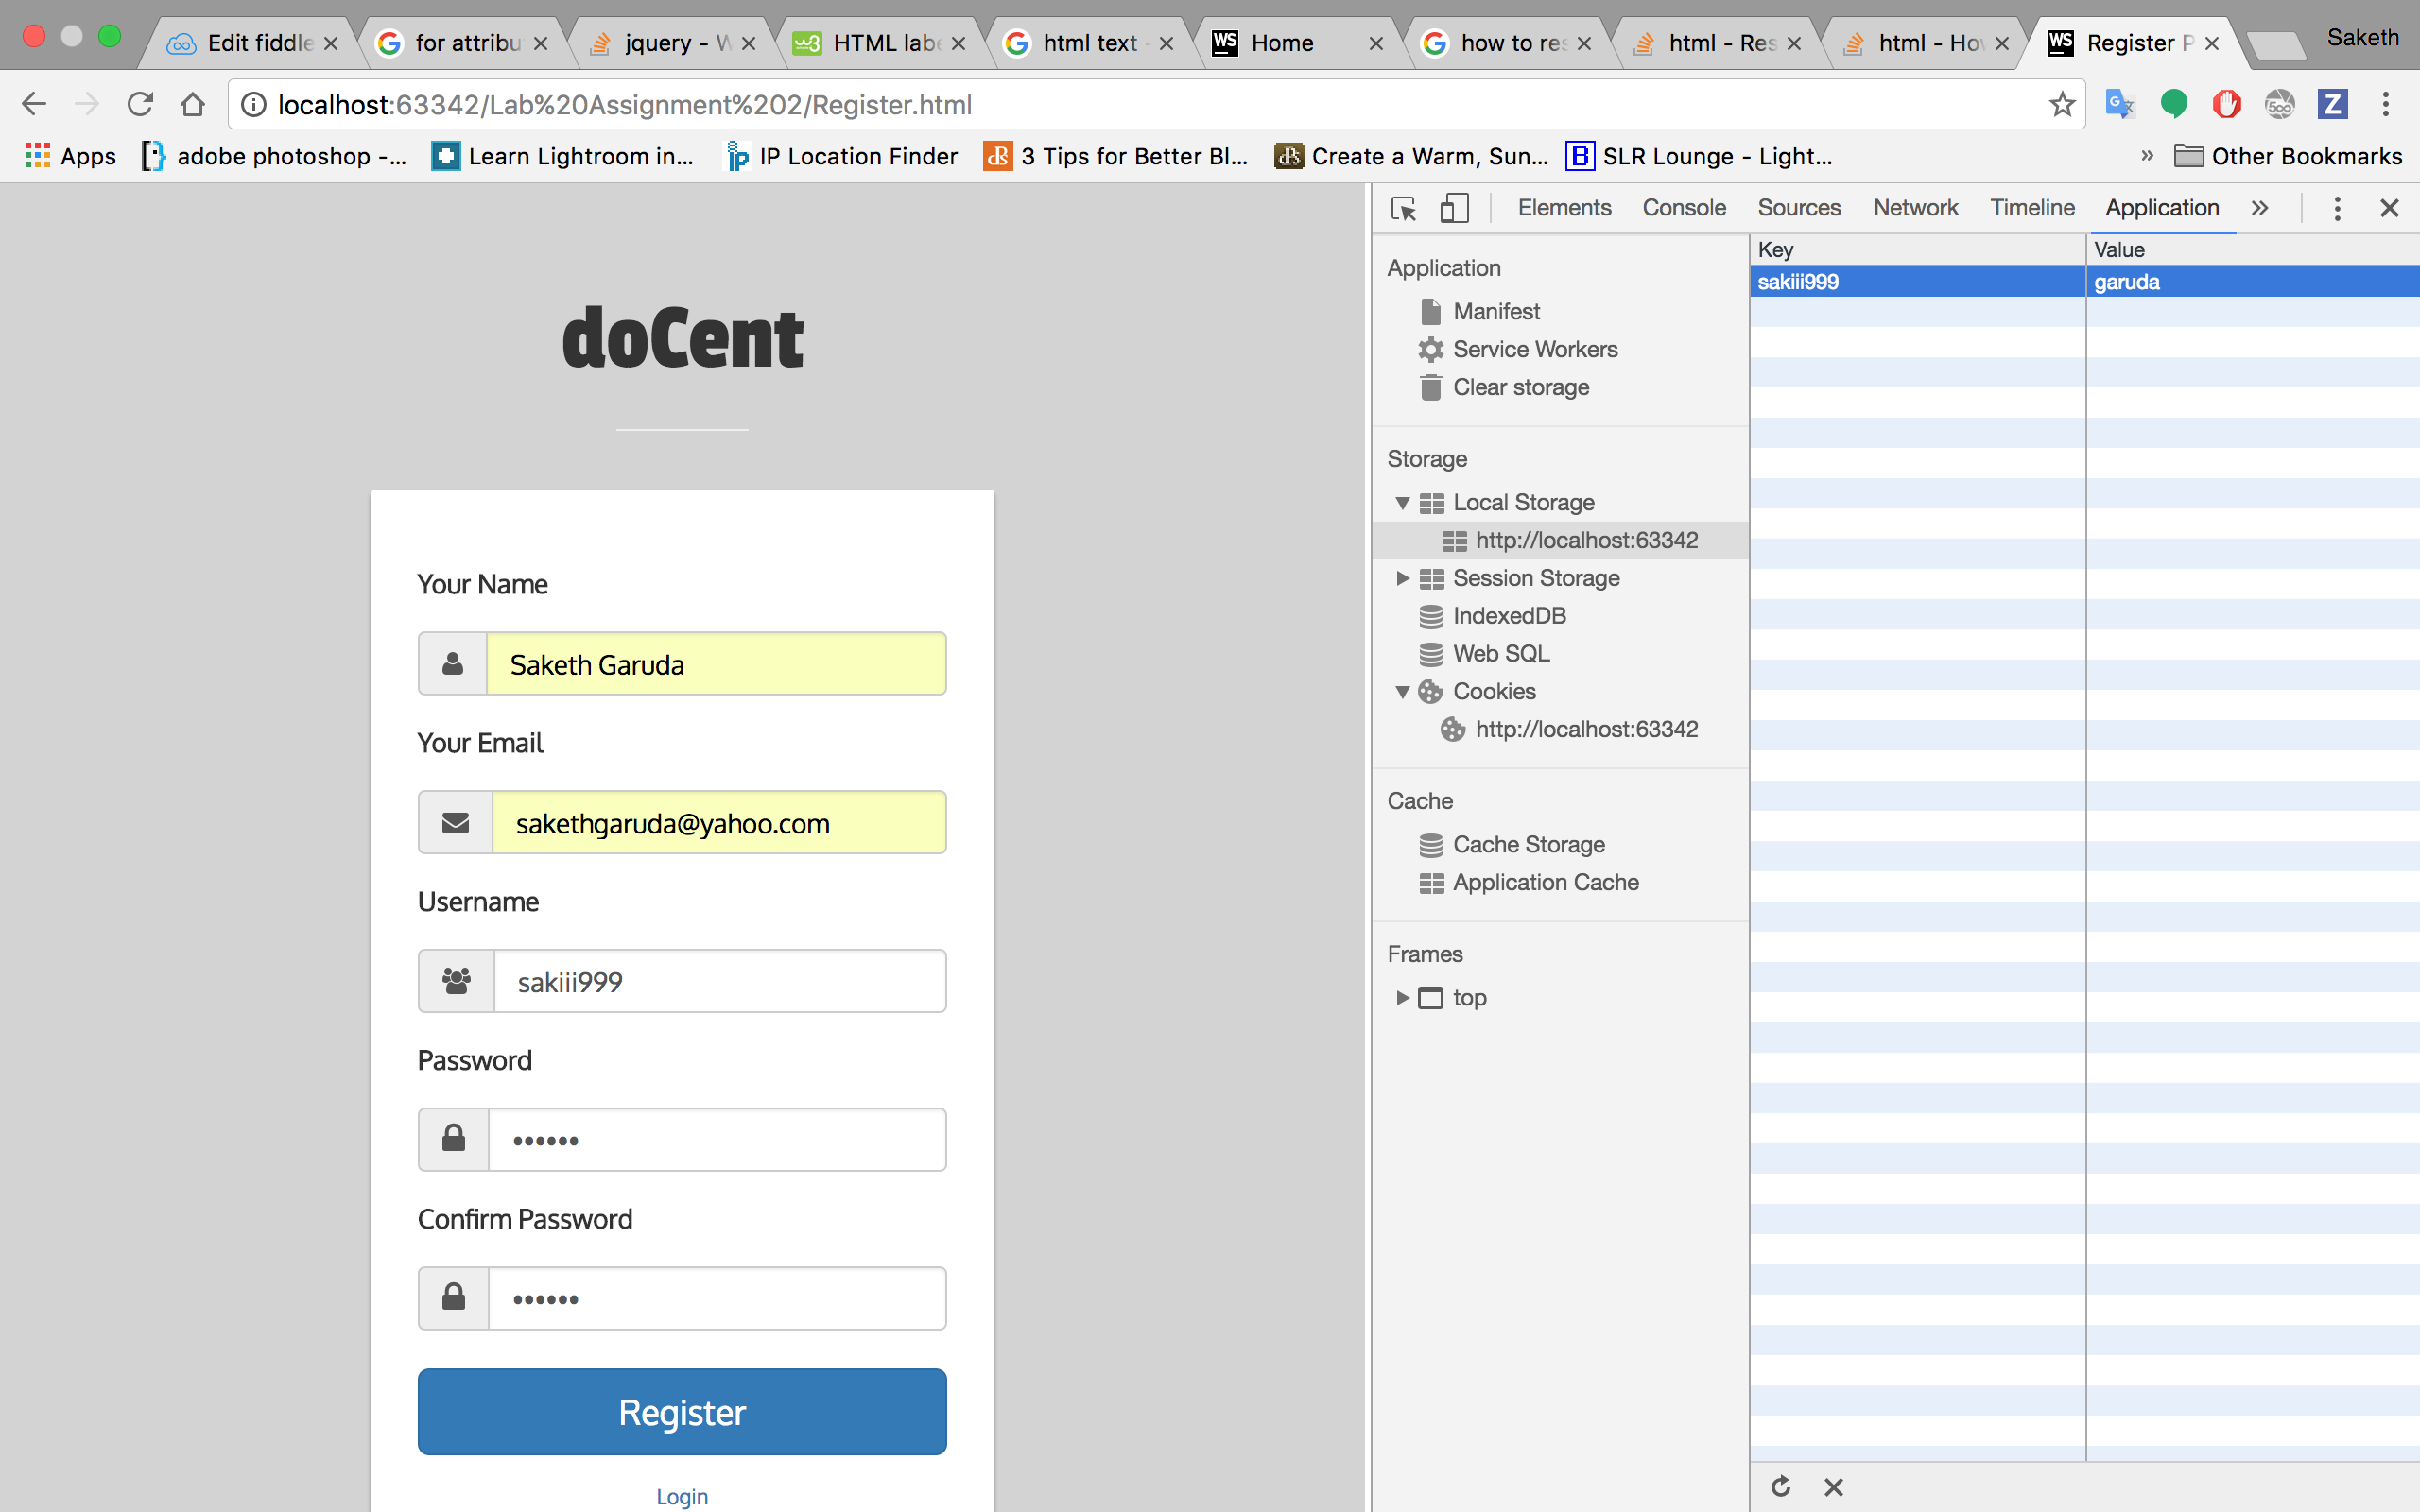 Edit fiddle
for attribu
jquery - W
HTML labe
html text -
Home
how to res
html - Res
html - How
Register P
Saketh
localhost:63342/Lab%20Assignment%202/Register.html
Apps
adobe photoshop -...
Learn Lightroom in...
IP Location Finder
3 Tips for Better Bl...
Create a Warm, Sun...
SLR Lounge - Light...
»
Other Bookmarks
doCent
Your Name
Saketh Garuda
Your Email
sakethgaruda@yahoo.com
Username
sakiii999
Password
••••••
Confirm Password
••••••
Register
Login
Elements Console Sources Network Timeline Application »
Application
Manifest
Service Workers
Clear storage
Storage
Local Storage
http://localhost:63342
Session Storage
IndexedDB
Web SQL
Cookies
http://localhost:63342
Cache
Cache Storage
Application Cache
Frames
top
Key Value
sakiii999 garuda